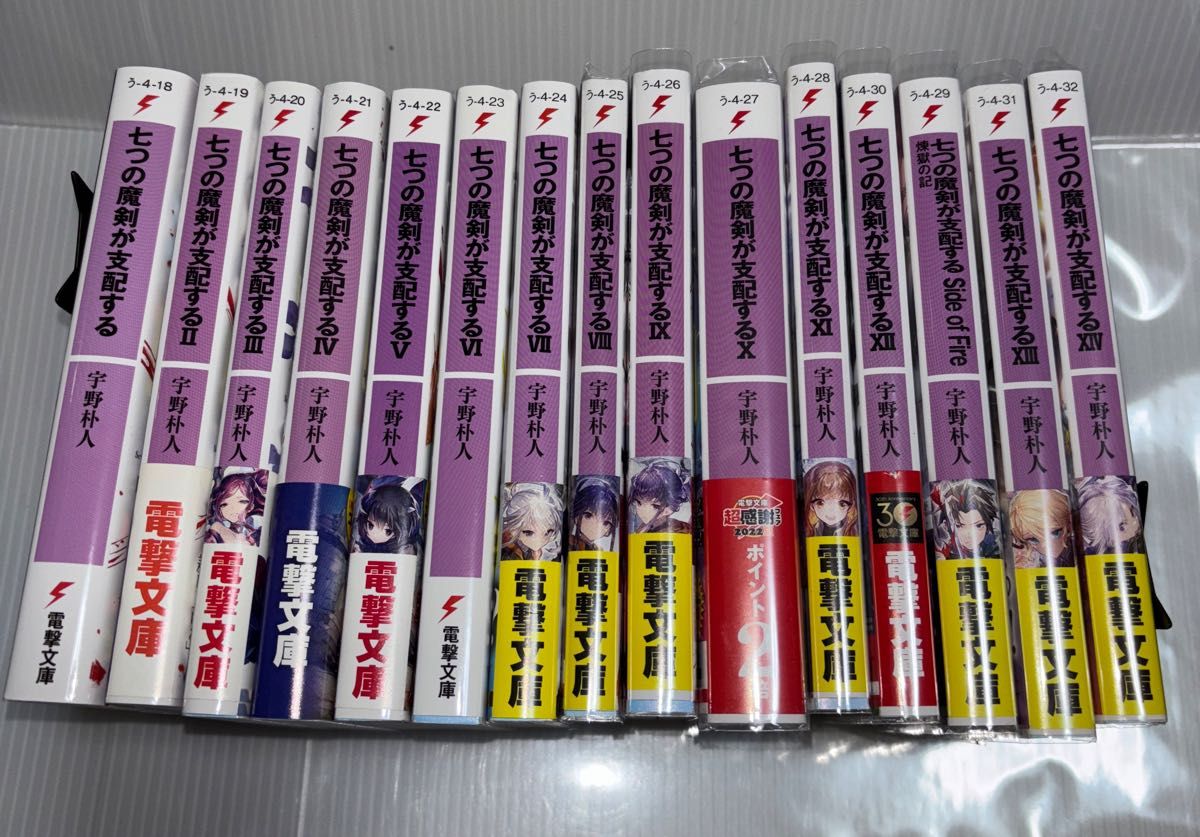 う-4-18
七つの魔剣が支配する
宇野朴人
電撃文庫
う-4-19
七つの魔剣が支配するⅡ
宇野朴人
電撃文庫
う-4-20
七つの魔剣が支配するⅢ
宇野朴人
電撃文庫
う-4-21
七つの魔剣が支配するⅣ
宇野朴人
電撃文庫
う-4-22
七つの魔剣が支配するⅤ
宇野朴人
電撃文庫
う-4-23
七つの魔剣が支配するⅥ
宇野朴人
電撃文庫
う-4-24
七つの魔剣が支配するⅦ
宇野朴人
電撃文庫
う-4-25
七つの魔剣が支配するⅧ
宇野朴人
電撃文庫
う-4-26
七つの魔剣が支配するⅨ
宇野朴人
電撃文庫
う-4-27
七つの魔剣が支配するⅩ
宇野朴人
電撃文庫
超感謝フェア
2022
ポイント2倍
う-4-28
七つの魔剣が支配するⅪ
宇野朴人
電撃文庫
う-4-30
七つの魔剣が支配するⅫ
宇野朴人
30th Anniversary
30
電撃文庫
電撃文庫
う-4-29
七つの魔剣が支配する Side of Fire
煉獄の記
宇野朴人
電撃文庫
う-4-31
七つの魔剣が支配するXIII
宇野朴人
電撃文庫
う-4-32
七つの魔剣が支配するXIV
宇野朴人
電撃文庫